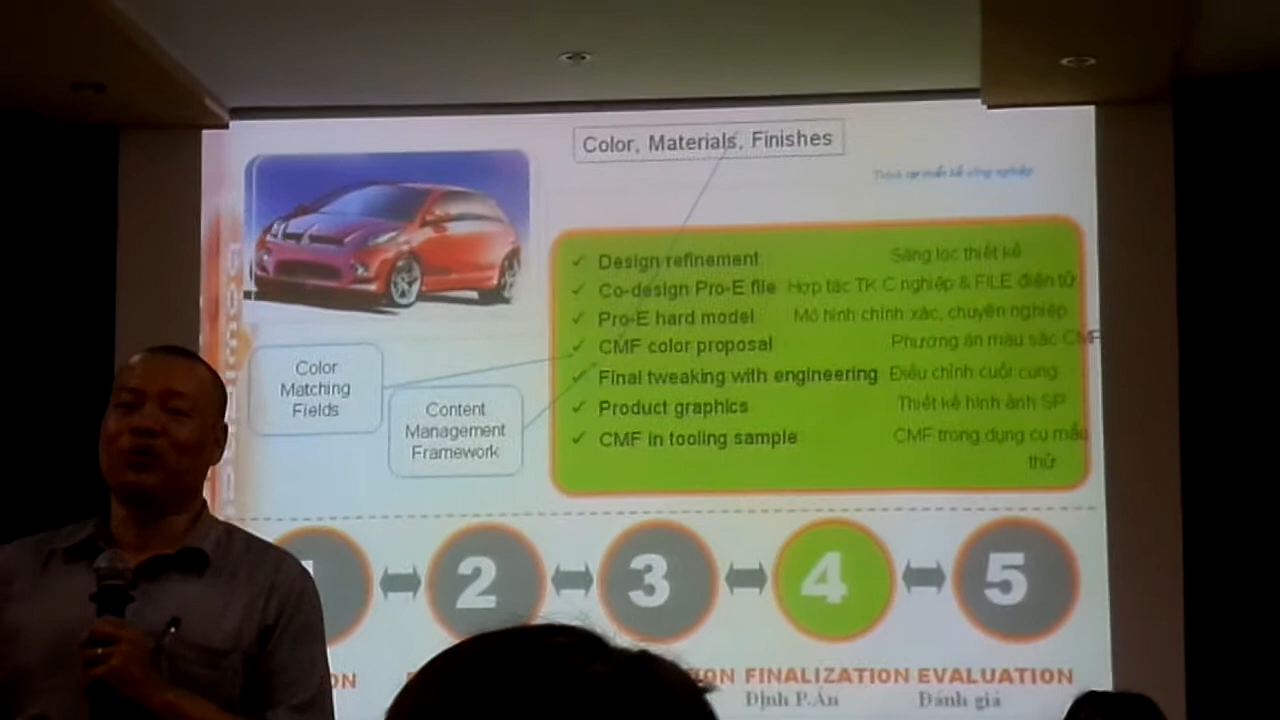 Color, Materials, Finishes
Design refinement Sàng lọc thiết kế
Co-design Pro-E file Hợp tác TK C nghiệp & FILE điện tử
Pro-E hard model Mô hình chính xác, chuyên nghiệp
CMF color proposal Phương án màu sắc CMF
Final tweaking with engineering Điều chỉnh cuối cùng
Product graphics Thiết kế hình ảnh SP
CMF in tooling sample CMF trong dụng cụ mẫu
thử
Color
Matching
Fields
Content
Management
Framework
1 2 3 4 5
ON ION FINALIZATION EVALUATION
Định P.Án Đánh giá